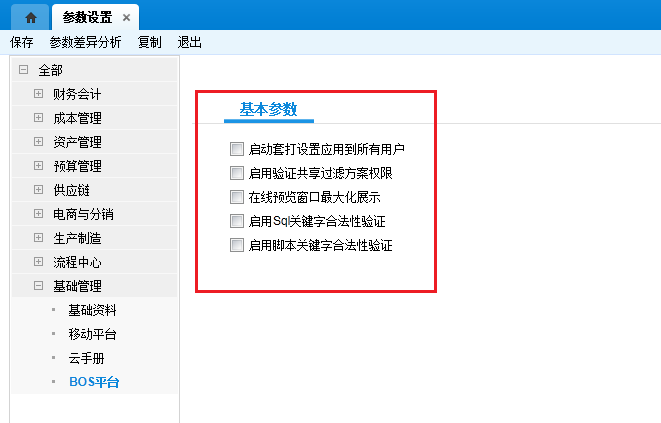 参数设置
保存 参数差异分析 复制 退出
全部
财务会计
成本管理
资产管理
预算管理
供应链
电商与分销
生产制造
流程中心
基础管理
基础资料
移动平台
云手册
BOS平台
基本参数
启动套打设置应用到所有用户
启用验证共享过滤方案权限
在线预览窗口最大化展示
启用Sql关键字合法性验证
启用脚本关键字合法性验证